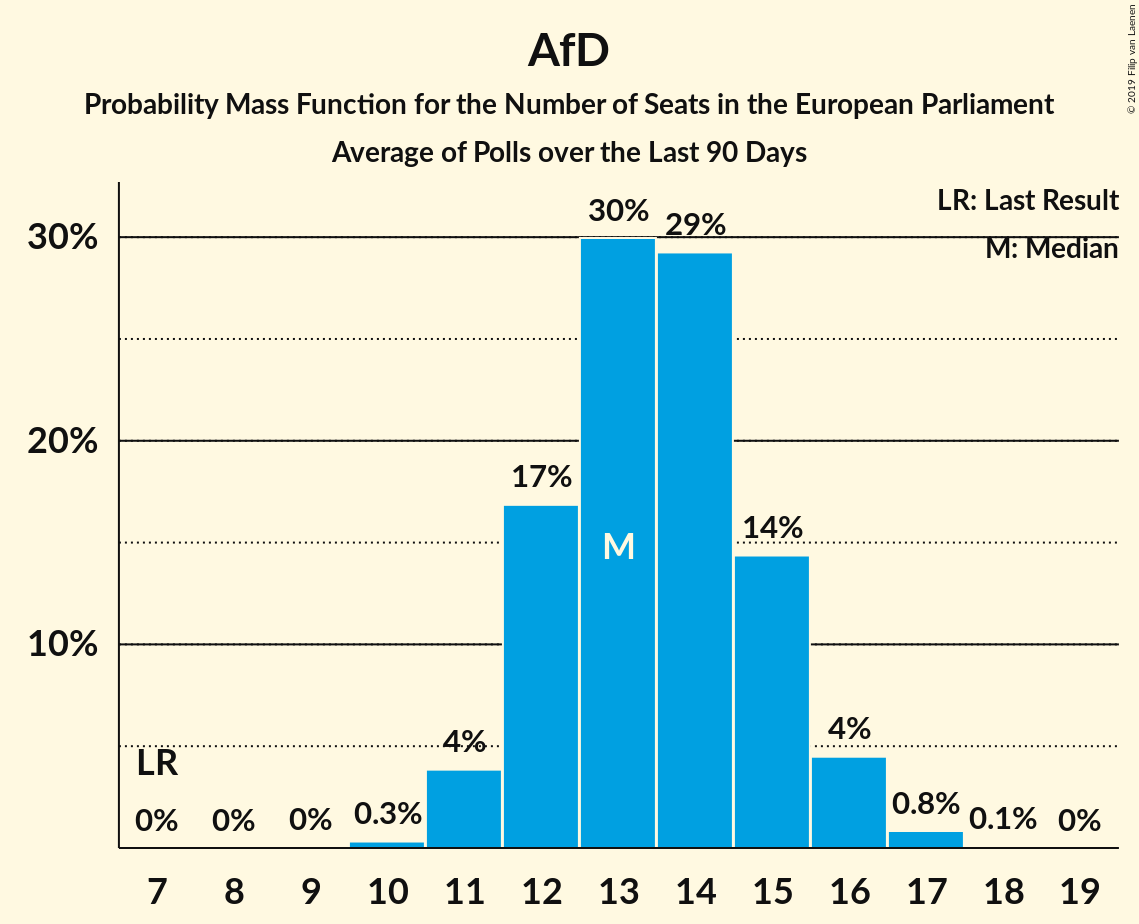 AfD
Probability Mass Function for the Number of Seats in the European Parliament
Average of Polls over the Last 90 Days
© 2019 Filip van Laenen
LR: Last Result
M: Median
30%
20%
10%
LR
0%
0%
0%
0.3%
4%
17%
30%
29%
14%
4%
0.8%
0.1%
0%
M
7 8 9 10 11 12 13 14 15 16 17 18 19